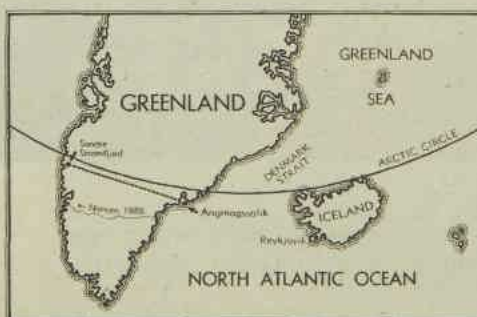 GREENLAND
SEA
GREENLAND
DENMARK
STRAIT
ARCTIC CIRCLE
Sondre
Stromfjord
Angmagssalik
ICELAND
Reykjavik
NORTH ATLANTIC OCEAN